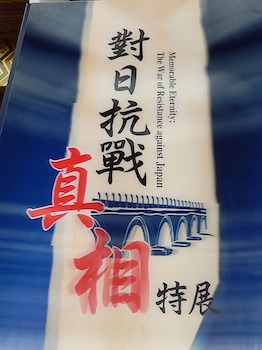 對日抗戰
真相
特展
Memorable Eternity:
The War of Resistance against Japan